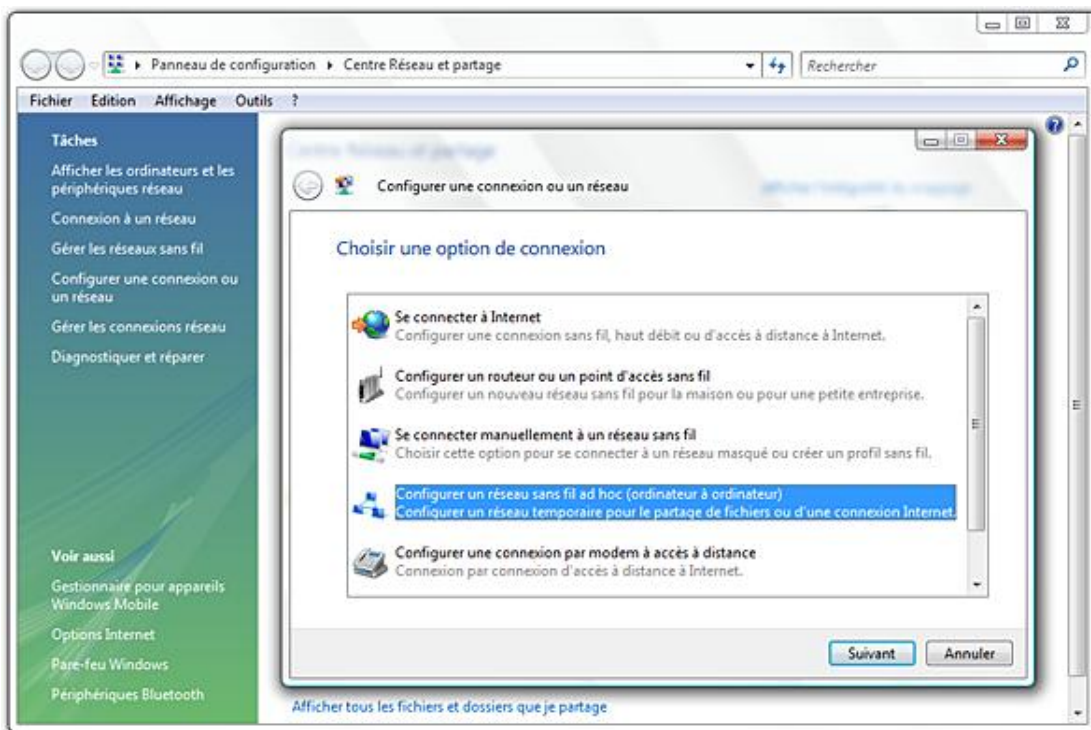 Panneau de configuration ▸ Centre Réseau et partage
Rechercher
Fichier Edition Affichage Outils ?
Tâches
Afficher les ordinateurs et les
périphériques réseau
Connexion à un réseau
Gérer les réseaux sans fil
Configurer une connexion ou
un réseau
Gérer les connexions réseau
Diagnostiquer et réparer
Voir aussi
Gestionnaire pour appareils
Windows Mobile
Options Internet
Pare-feu Windows
Périphériques Bluetooth
Centre Réseau et partage
Configurer une connexion ou un réseau
Choisir une option de connexion
Se connecter à Internet
Configurer une connexion sans fil, haut débit ou d'accès à distance à Internet.
Configurer un routeur ou un point d'accès sans fil
Configurer un nouveau réseau sans fil pour la maison ou pour une petite entreprise.
Se connecter manuellement à un réseau sans fil
Choisir cette option pour se connecter à un réseau masqué ou créer un profil sans fil.
Configurer un réseau sans fil ad hoc (ordinateur à ordinateur)
Configurer un réseau temporaire pour le partage de fichiers ou d'une connexion Internet.
Configurer une connexion par modem à accès à distance
Connexion par connexion d'accès à distance à Internet.
Suivant Annuler
Afficher tous les fichiers et dossiers que je partage